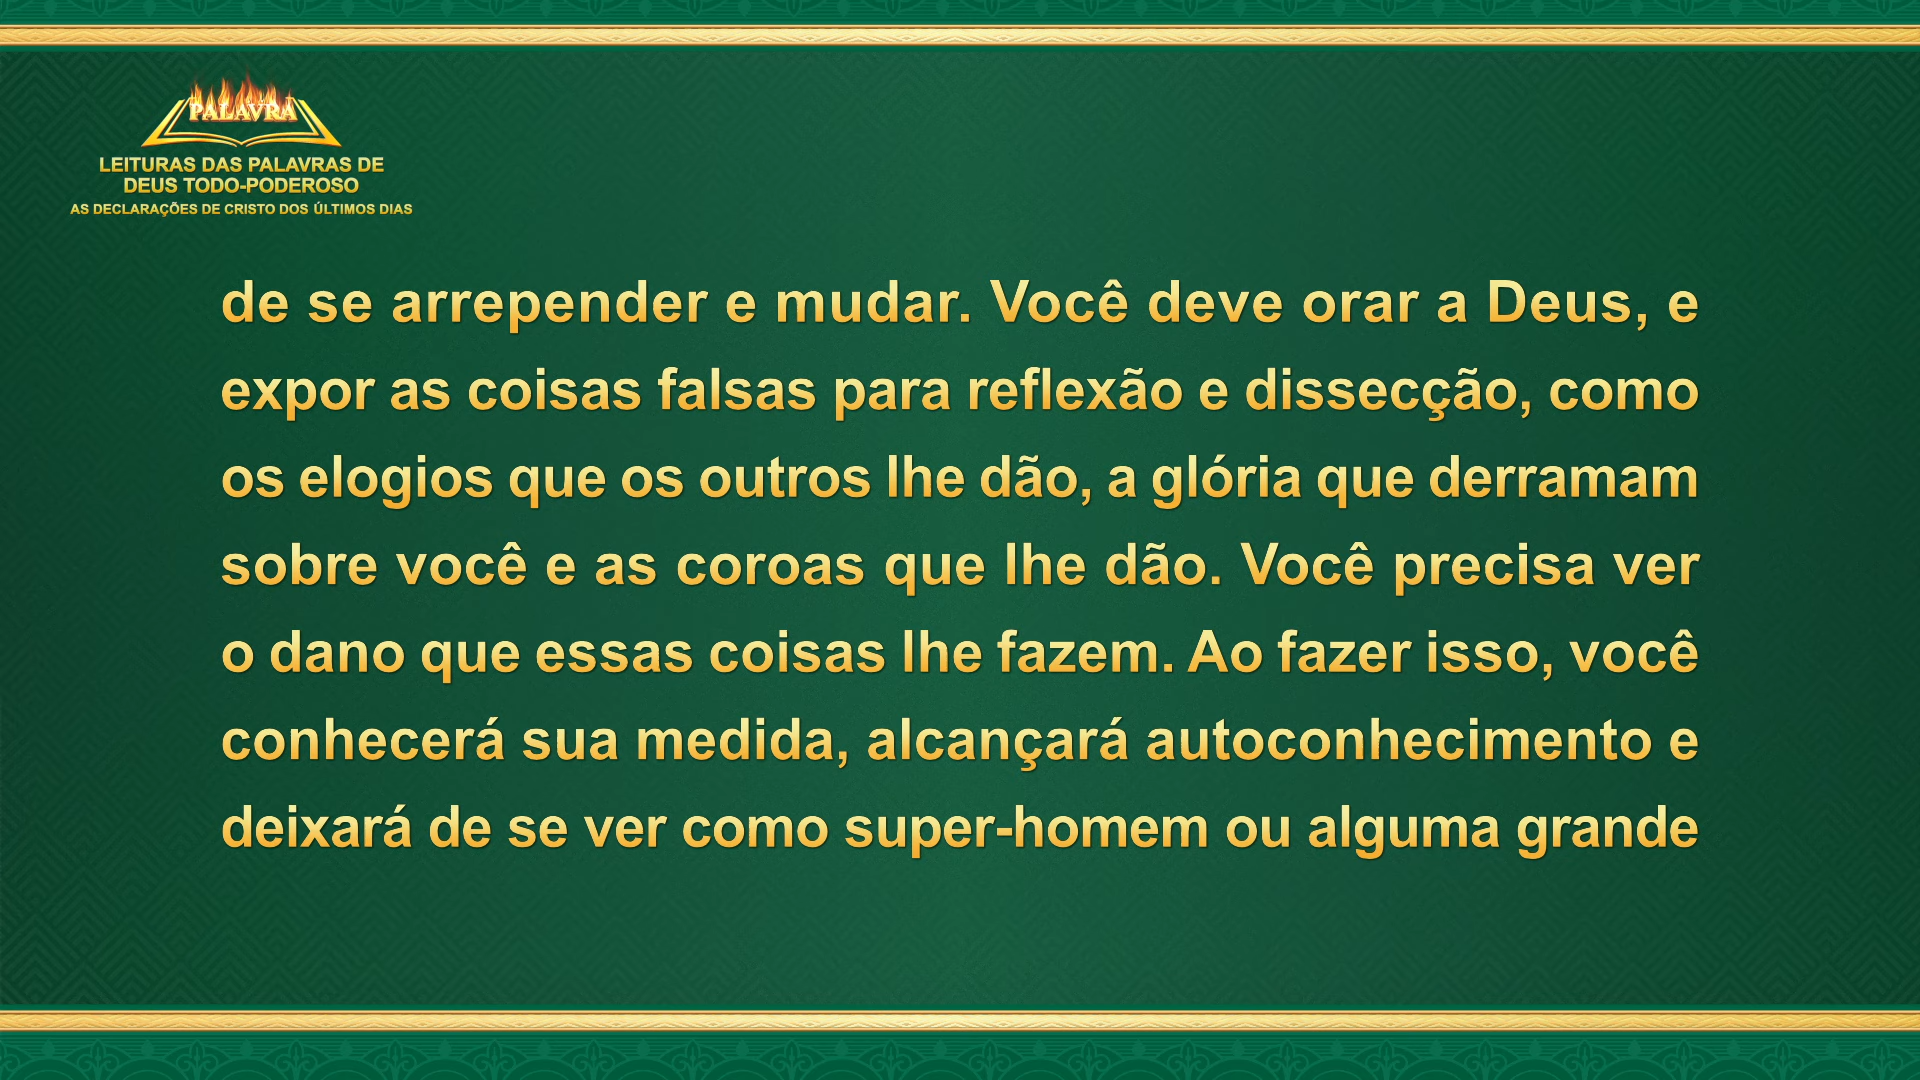 PALAVRA
LEITURAS DAS PALAVRAS DE
DEUS TODO-PODEROSO
AS DECLARAÇÕES DE CRISTO DOS ÚLTIMOS DIAS
de se arrepender e mudar. Você deve orar a Deus, e
expor as coisas falsas para reflexão e dissecção, como
os elogios que os outros lhe dão, a glória que derramam
sobre você e as coroas que lhe dão. Você precisa ver
o dano que essas coisas lhe fazem. Ao fazer isso, você
conhecerá sua medida, alcançará autoconhecimento e
deixará de se ver como super-homem ou alguma grande